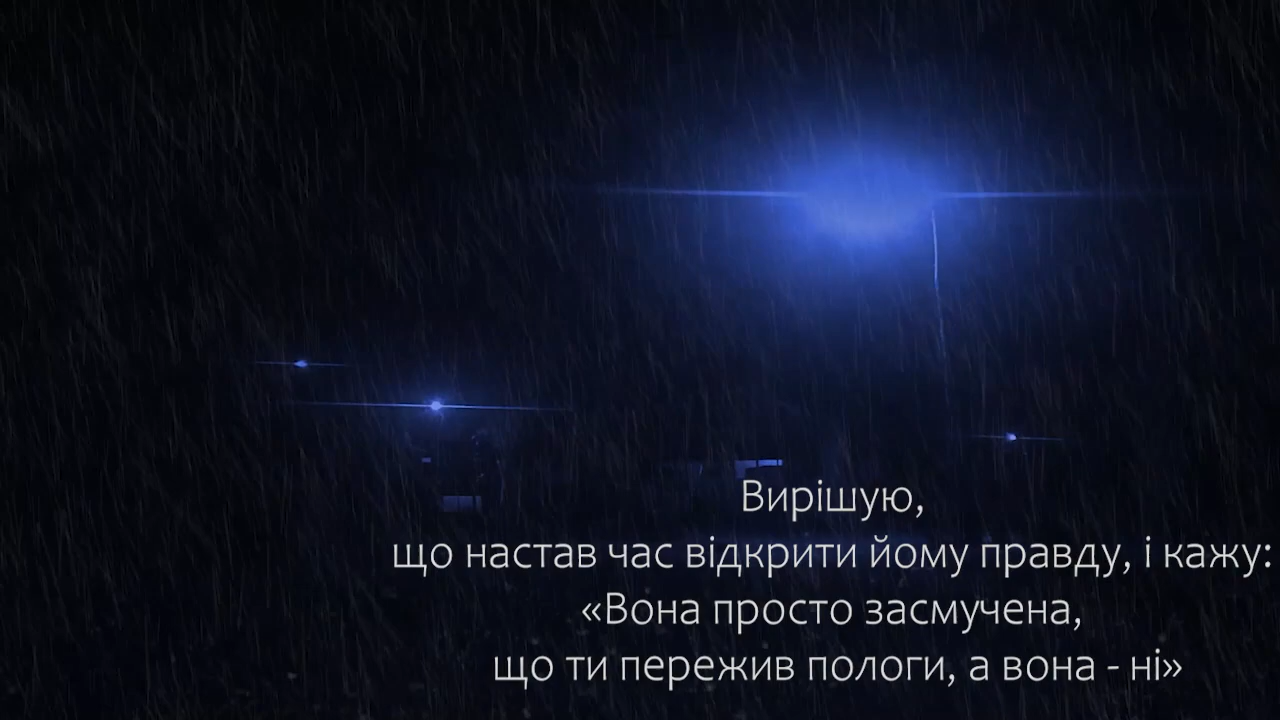 Вирішую,
що настав час відкрити йому правду, і кажу:
«Вона просто засмучена,
що ти пережив пологи, а вона - ні»